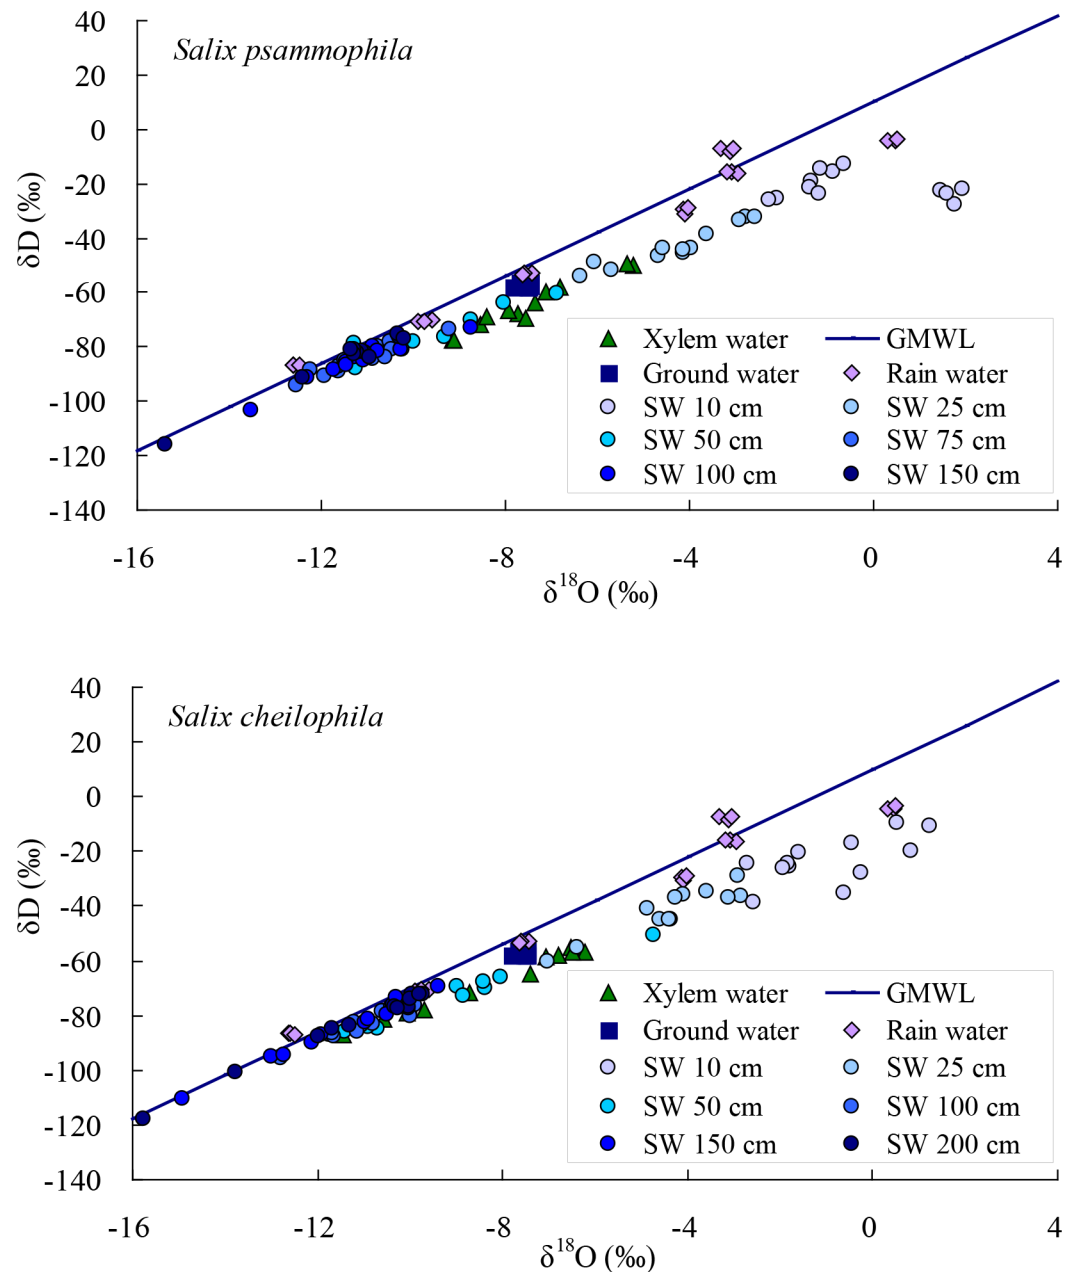 Salix psammophila
40
20
0
-20
-40
-60
-80
-100
-120
-140
δD (‰)
Xylem water GMWL
Ground water Rain water
SW 10 cm SW 25 cm
SW 50 cm SW 75 cm
SW 100 cm SW 150 cm
-16 -12 -8 -4 0 4
δ¹⁸O (‰)
Salix cheilophila
40
20
0
-20
-40
-60
-80
-100
-120
-140
δD (‰)
Xylem water GMWL
Ground water Rain water
SW 10 cm SW 25 cm
SW 50 cm SW 100 cm
SW 150 cm SW 200 cm
-16 -12 -8 -4 0 4
δ¹⁸O (‰)